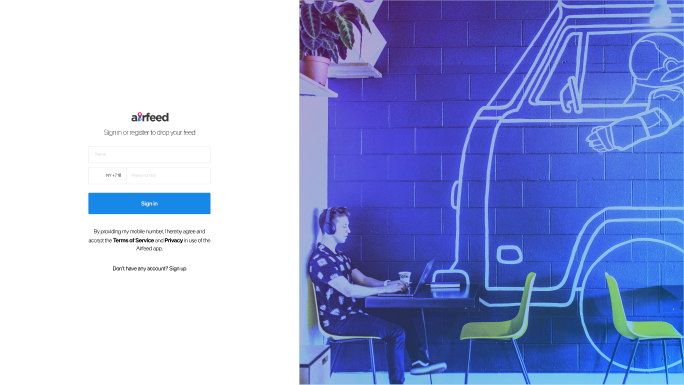 airfeed
Sign in or register to drop your feed
Name
NY +718
Phone number
Sign in
By providing my mobile number, I hereby agree and
accept the Terms of Service and Privacy in use of the
Airfeed app.
Don't have any account? Sign up